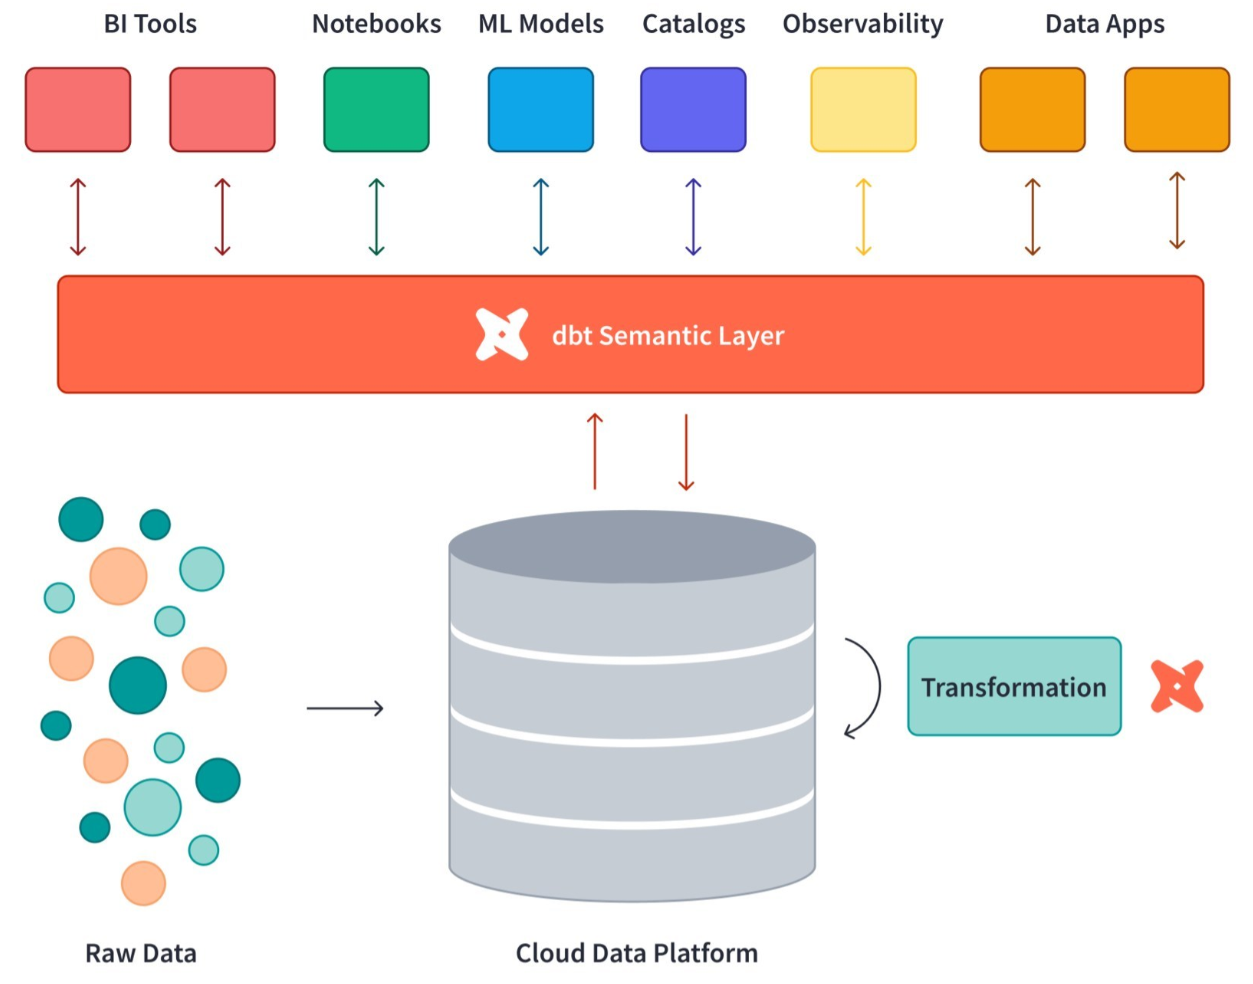 BI Tools
Notebooks
ML Models
Catalogs
Observability
Data Apps
dbt Semantic Layer
Transformation
Raw Data
Cloud Data Platform